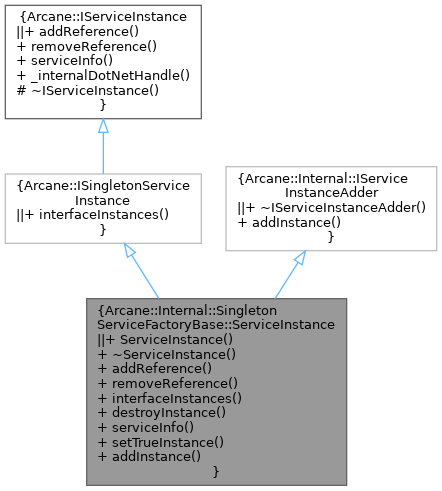 {Arcane::IServiceInstance
||+ addReference()
+ removeReference()
+ serviceInfo()
+ _internalDotNetHandle()
# ~IServiceInstance()
}
{Arcane::ISingletonService
Instance
||+ interfaceInstances()
}
{Arcane::Internal::IService
InstanceAdder
||+ ~IServiceInstanceAdder()
+ addInstance()
}
{Arcane::Internal::Singleton
ServiceFactoryBase::ServiceInstance
||+ ServiceInstance()
+ ~ServiceInstance()
+ addReference()
+ removeReference()
+ interfaceInstances()
+ destroyInstance()
+ serviceInfo()
+ setTrueInstance()
+ addInstance()
}